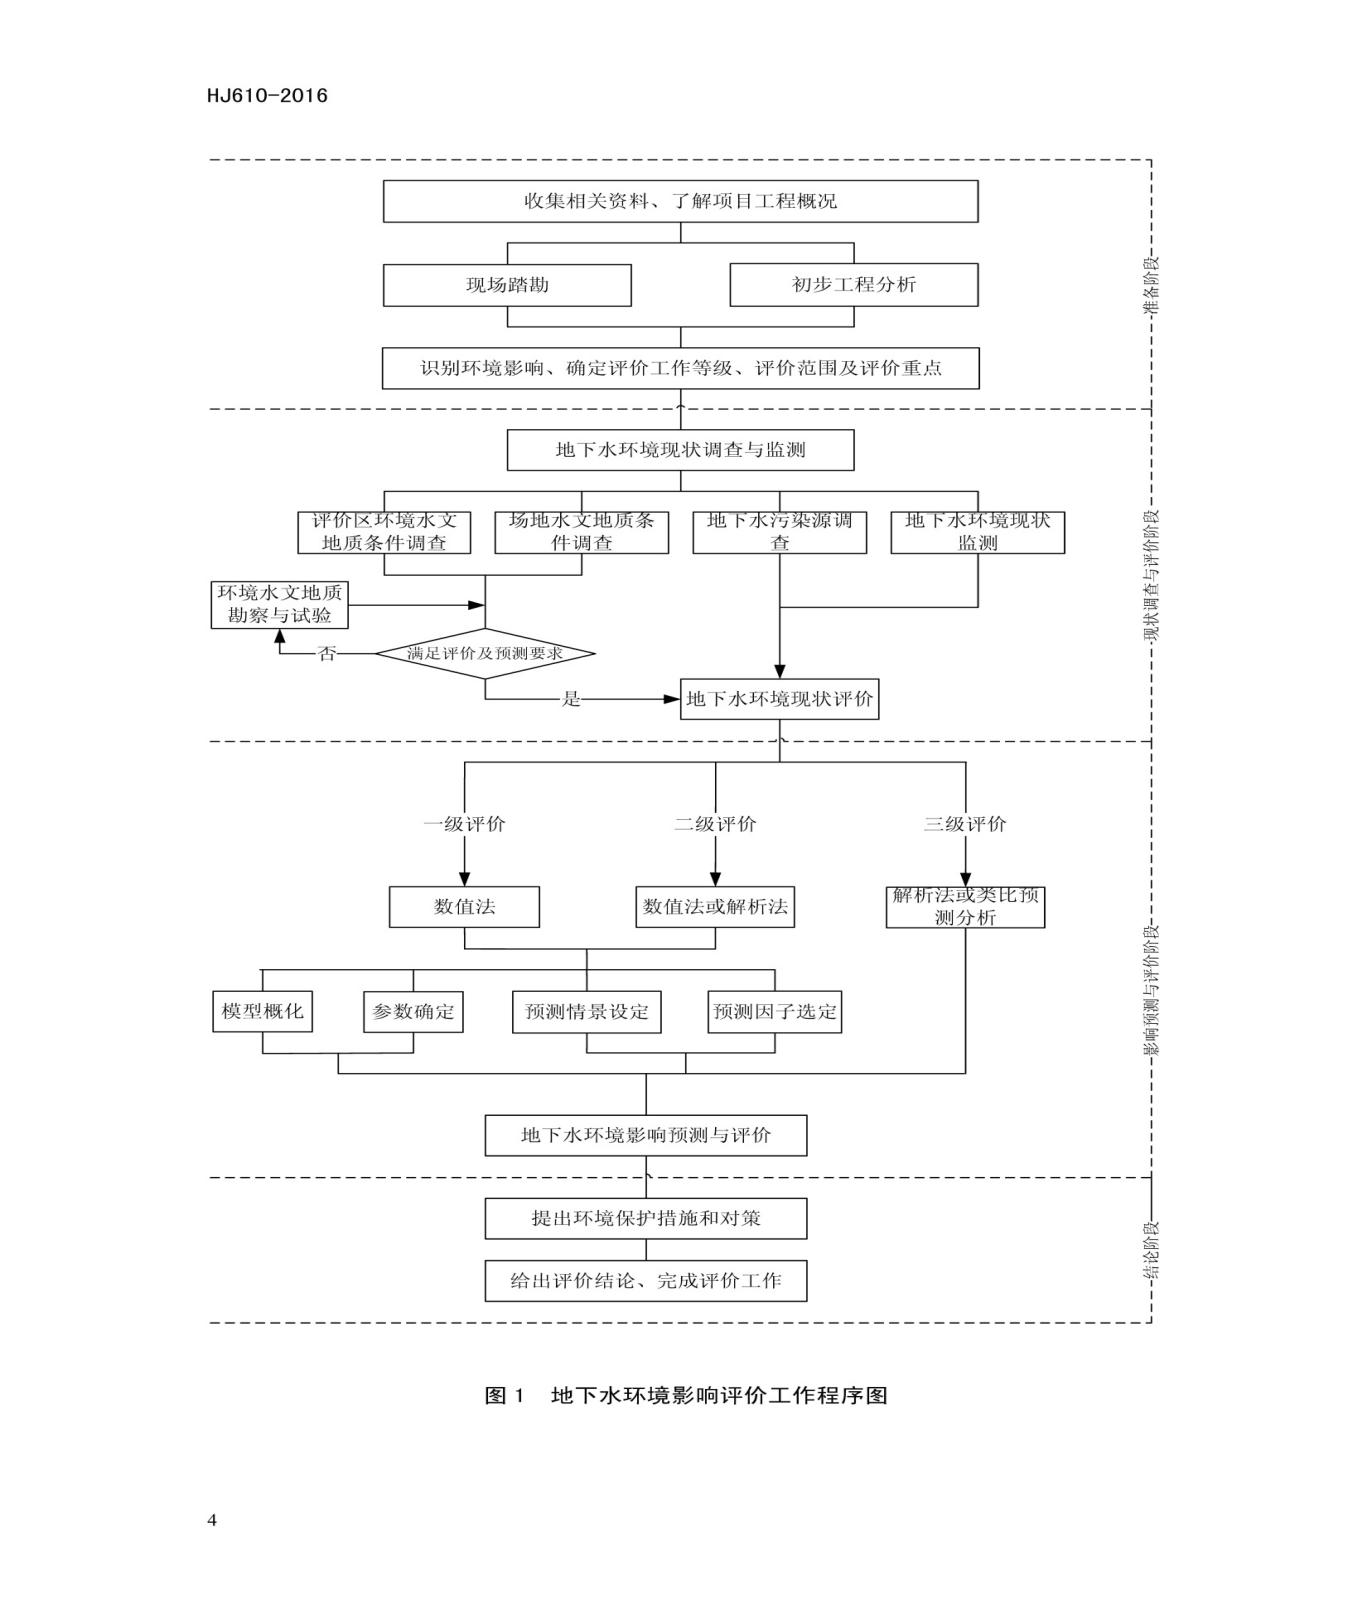 HJ610-2016
收集相关资料、了解项目工程概况
现场踏勘
初步工程分析
准备阶段
识别环境影响、确定评价工作等级、评价范围及评价重点
地下水环境现状调查与监测
评价区环境水文
地质条件调查
场地水文地质条
件调查
地下水污染源调
查
地下水环境现状
监测
现状调查与评价阶段
环境水文地质
勘察与试验
否
满足评价及预测要求
是
地下水环境现状评价
一级评价
二级评价
三级评价
数值法
数值法或解析法
解析法或类比预
测分析
影响预测与评价阶段
模型概化
参数确定
预测情景设定
预测因子选定
地下水环境影响预测与评价
提出环境保护措施和对策
结论阶段
给出评价结论、完成评价工作
图 1 地下水环境影响评价工作程序图
4